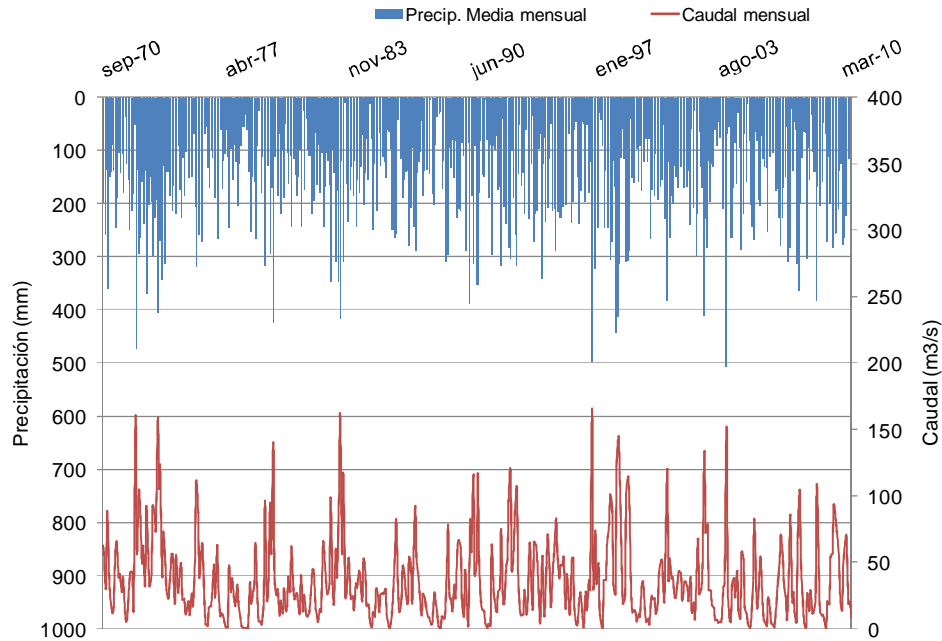 Precip. Media mensual
Caudal mensual
sep-70
abr-77
nov-83
jun-90
ene-97
ago-03
mar-10
0
100
200
300
400
500
600
700
800
900
1000
Precipitación (mm)
400
350
300
250
200
150
100
50
0
Caudal (m3/s)